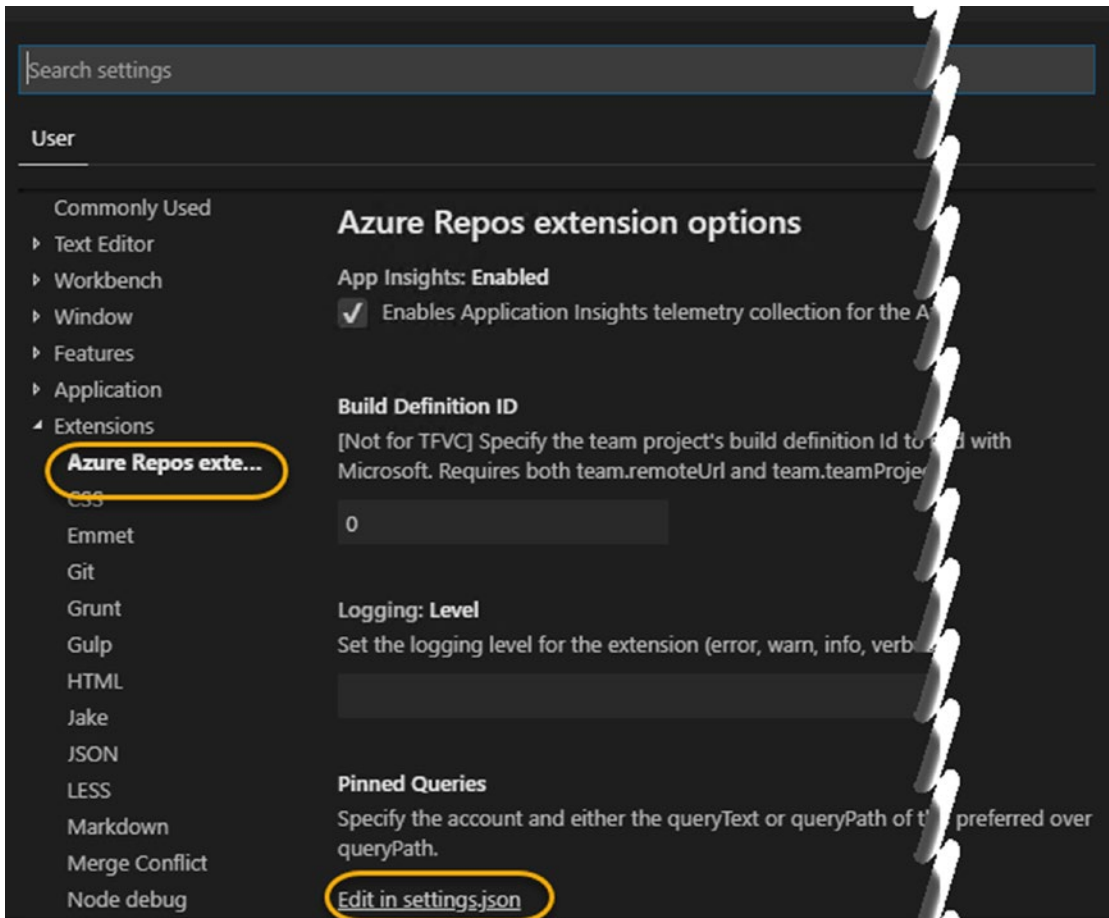 Search settings
User
Commonly Used
Text Editor
Workbench
Window
Features
Application
Extensions
Azure Repos exte...
CSS
Emmet
Git
Grunt
Gulp
HTML
Jake
JSON
LESS
Markdown
Merge Conflict
Node debug
Azure Repos extension options
App Insights: Enabled
Enables Application Insights telemetry collection for the
Build Definition ID
[Not for TFVC] Specify the team project's build definition Id to with
Microsoft. Requires both team.remoteUrl and
0
Logging: Level
Set the logging level for the extension (error, warn, info,
Pinned Queries
Specify the account and either the queryText or queryPath of preferred over
queryPath.
Edit in settings.json